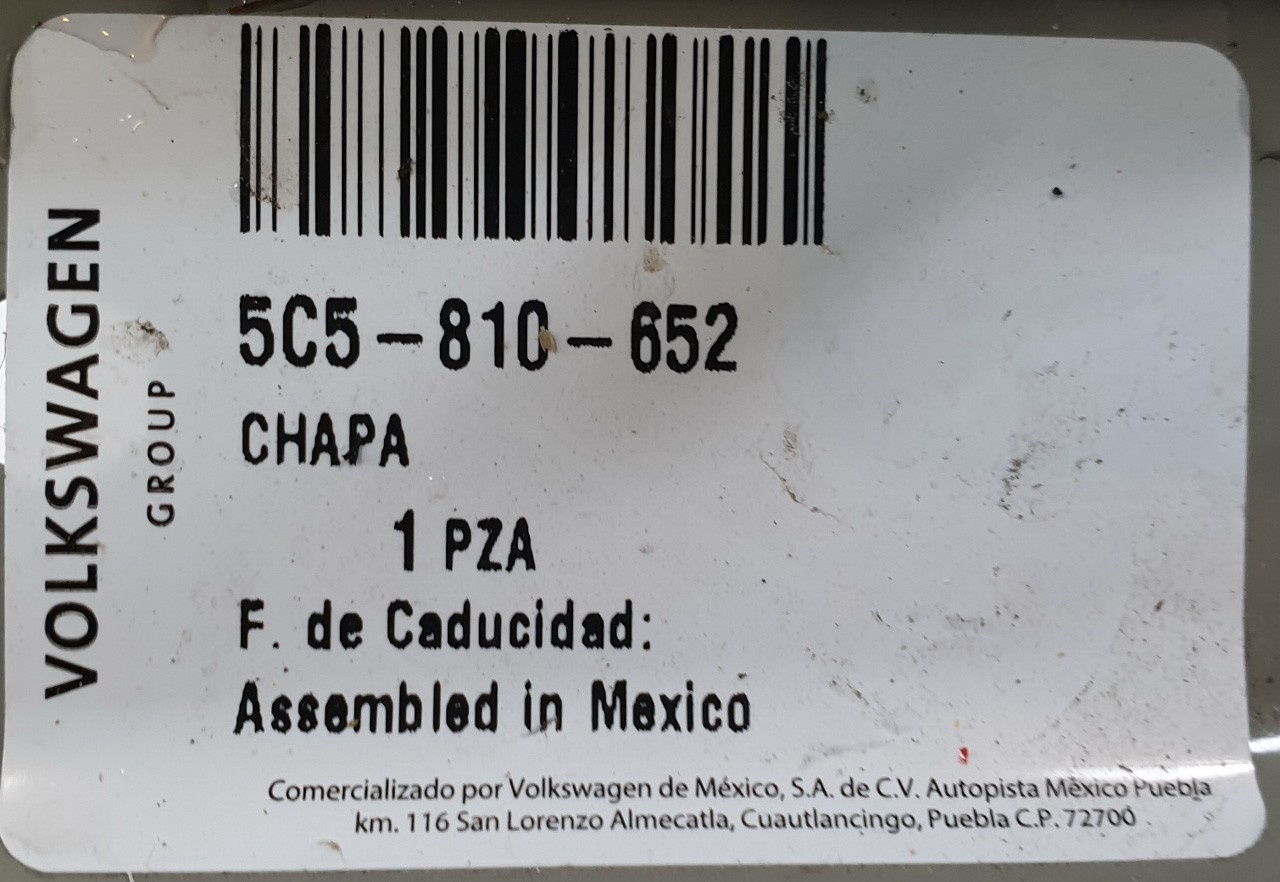 VOLKSWAGEN
GROUP
5C5-810-652
CHAPA
1 PZA
F. de Caducidad:
Assembled in Mexico
Comercializado por Volkswagen de México, S.A. de C.V. Autopista México Puebla
km. 116 San Lorenzo Almecatla, Cuautlancingo, Puebla C.P. 72700